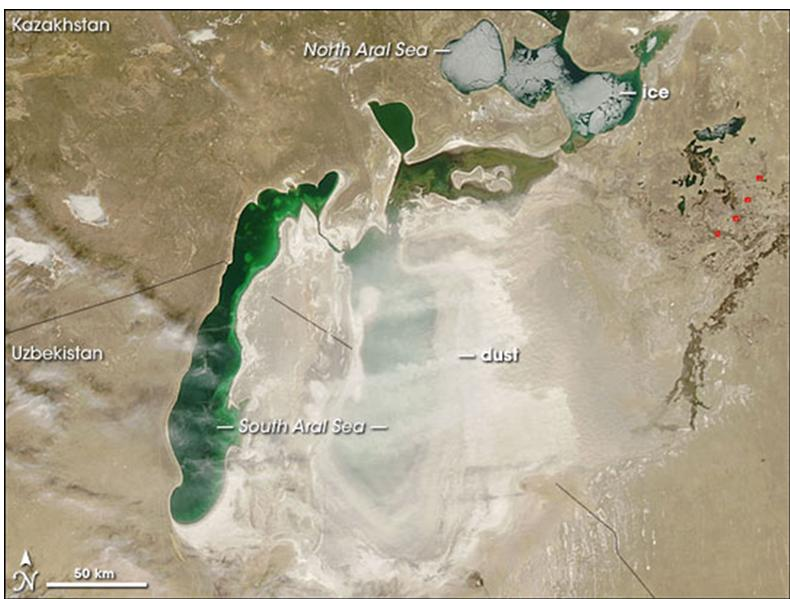 Kazakhstan
North Aral Sea
ice
Uzbekistan
dust
South Aral Sea
N
50 km